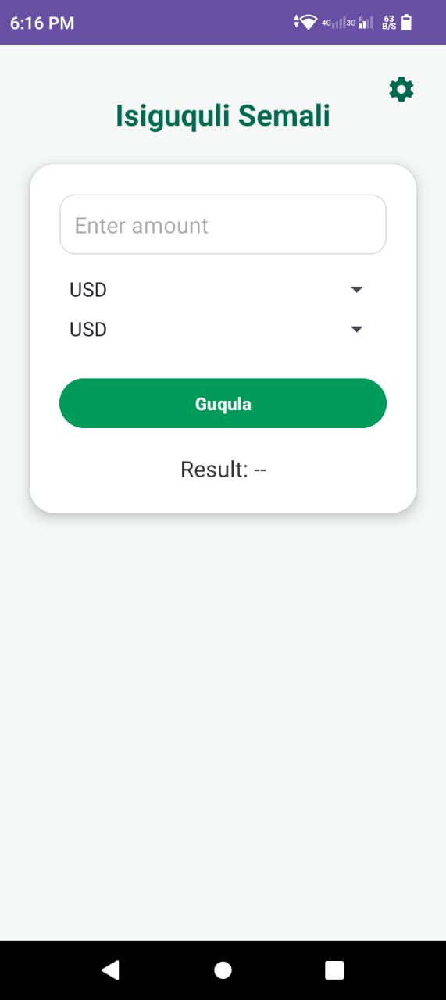 6:16 PM
4G 3G R 63 B/S
Isiguquli Semali
Enter amount
USD
USD
Guqula
Result: --